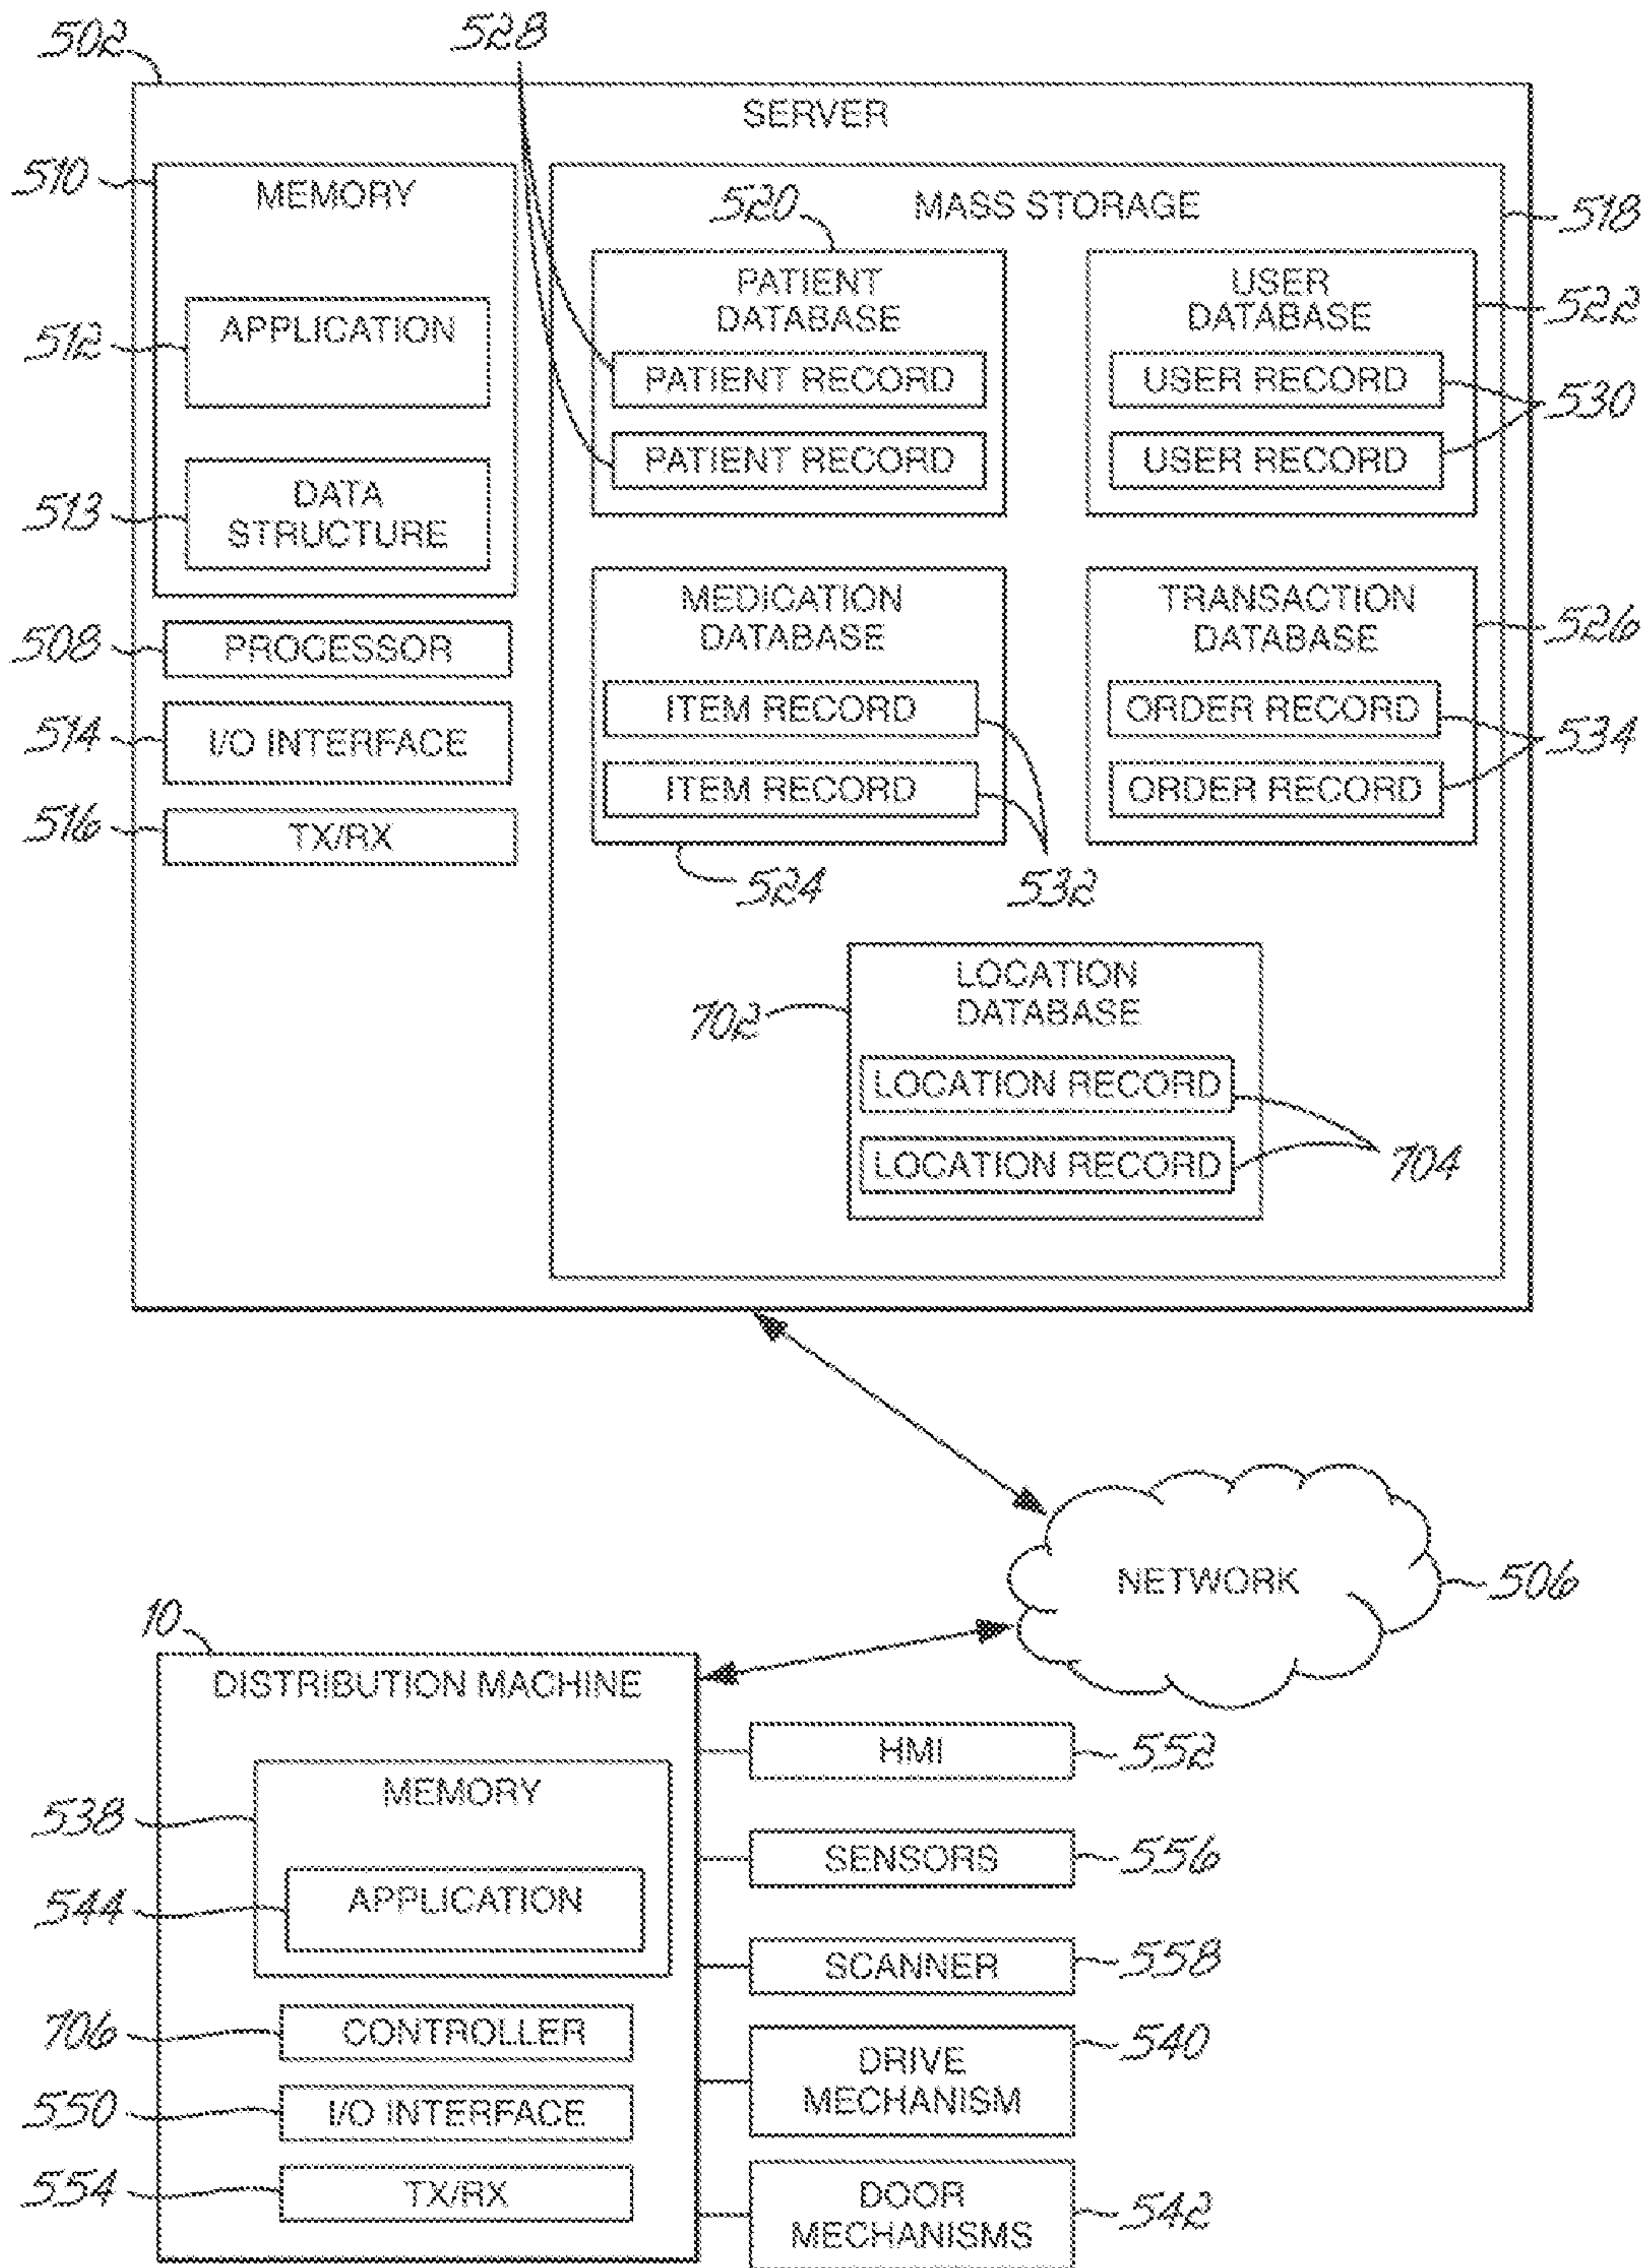 502
528
SERVER
510
MEMORY
520
MASS STORAGE
518
PATIENT
DATABASE
USER
DATABASE
522
512
APPLICATION
PATIENT RECORD
USER RECORD
530
PATIENT RECORD
USER RECORD
513
DATA
STRUCTURE
MEDICATION
DATABASE
TRANSACTION
DATABASE
526
508
PROCESSOR
ITEM RECORD
ORDER RECORD
514
I/O INTERFACE
534
ITEM RECORD
ORDER RECORD
516
TX/RX
524
532
LOCATION
DATABASE
702
LOCATION RECORD
LOCATION RECORD
704
NETWORK
506
10
DISTRIBUTION MACHINE
HMI
552
538
MEMORY
SENSORS
556
544
APPLICATION
SCANNER
558
706
CONTROLLER
DRIVE
MECHANISM
540
550
I/O INTERFACE
554
TX/RX
DOOR
MECHANISMS
542